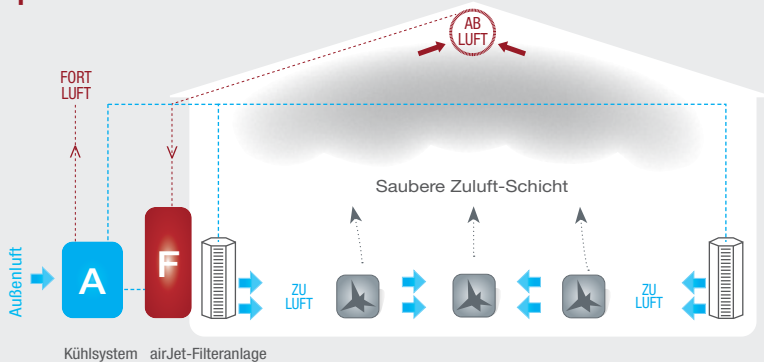 AB
LUFT
FORT
LUFT
Saubere Zuluft-Schicht
Außenluft
A
F
ZU
LUFT
ZU
LUFT
Kühlsystem airJet-Filteranlage